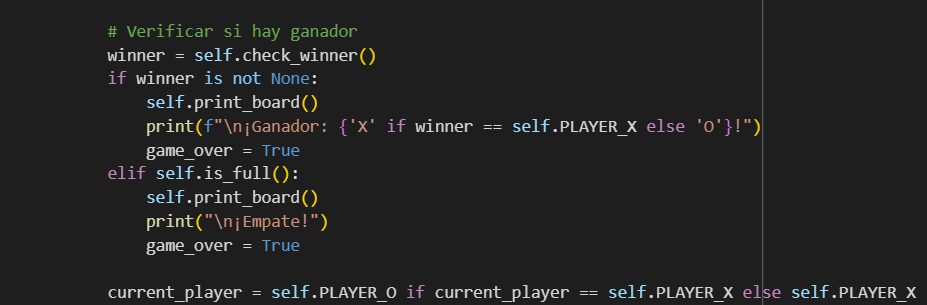 # Verificar si hay ganador
winner = self.check_winner()
if winner is not None:
    self.print_board()
    print(f"\n¡Ganador: {'X' if winner == self.PLAYER_X else 'O'}!")
    game_over = True
elif self.is_full():
    self.print_board()
    print("\n¡Empate!")
    game_over = True

current_player = self.PLAYER_O if current_player == self.PLAYER_X else self.PLAYER_X